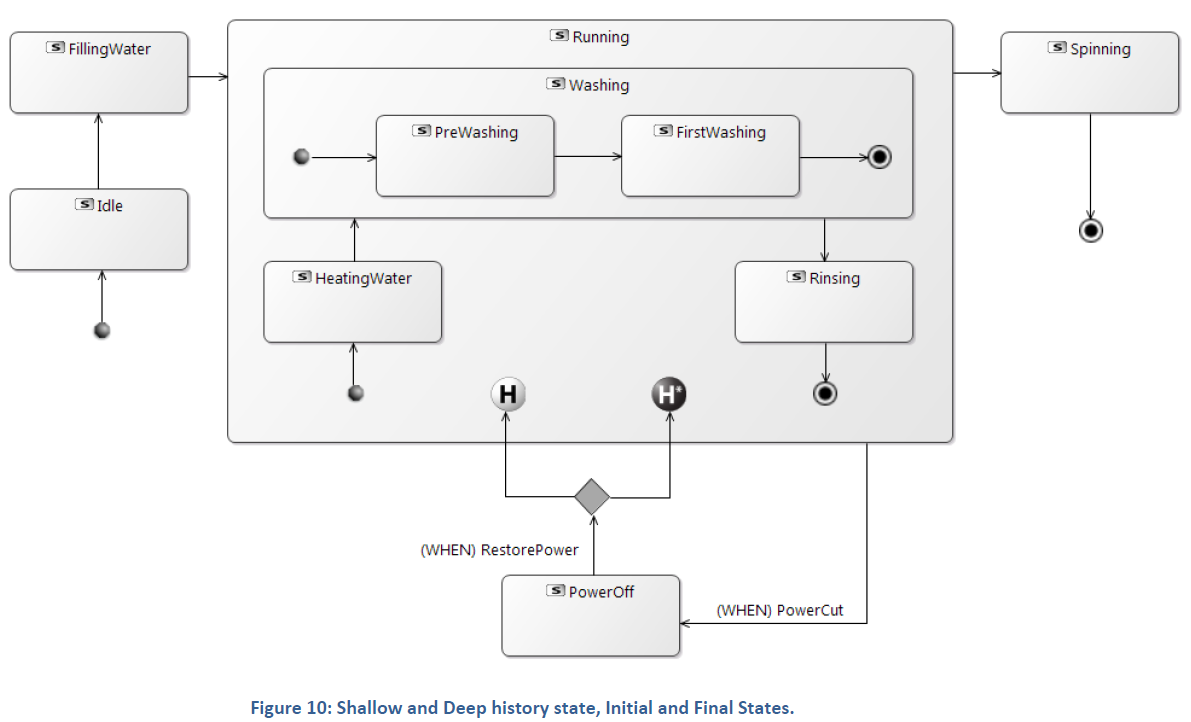 S Running
S FillingWater
S Spinning
S Washing
S PreWashing
S FirstWashing
S Idle
S HeatingWater
S Rinsing
H
H*
(WHEN) RestorePower
S PowerOff
(WHEN) PowerCut
Figure 10: Shallow and Deep history state, Initial and Final States.